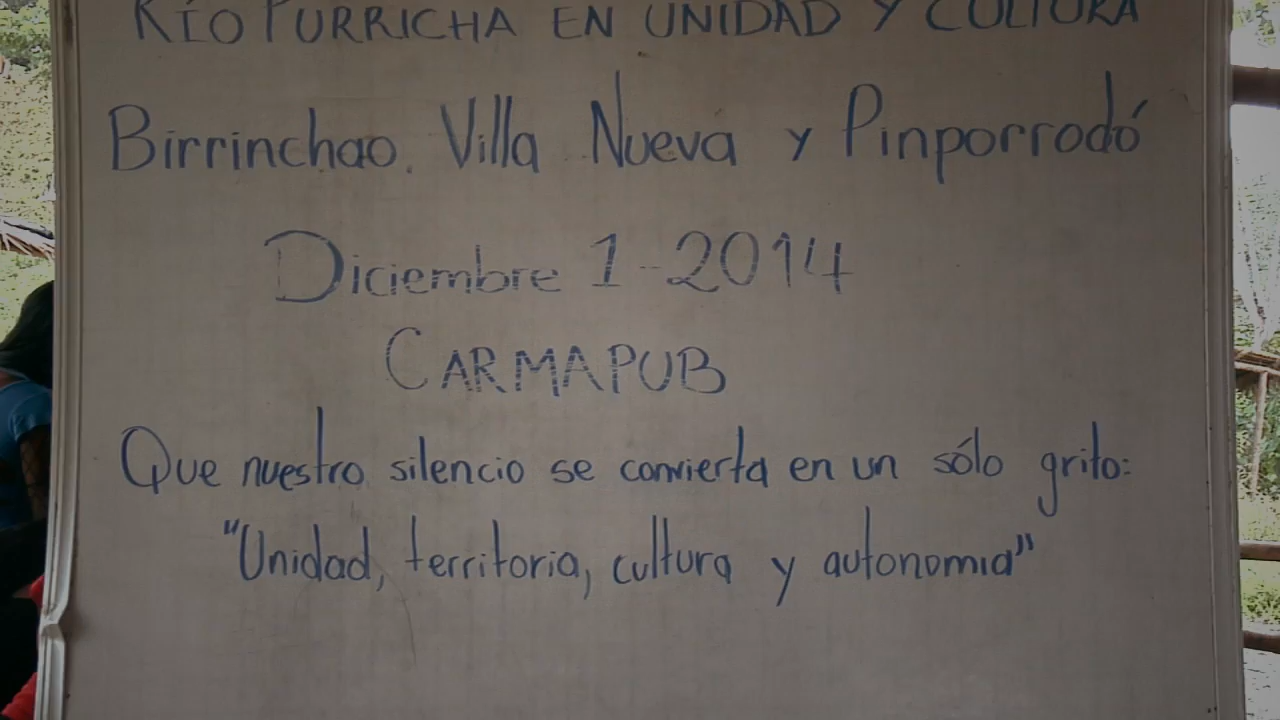 RÍO PURRICHA EN UNIDAD Y CULTURA
Birrinchao, Villa Nueva y Pinporrodó
Diciembre 1-2014
CARMAPUB
Que nuestro silencio se convierta en un sólo grito:
"Unidad, territoria, cultura y autonomia"